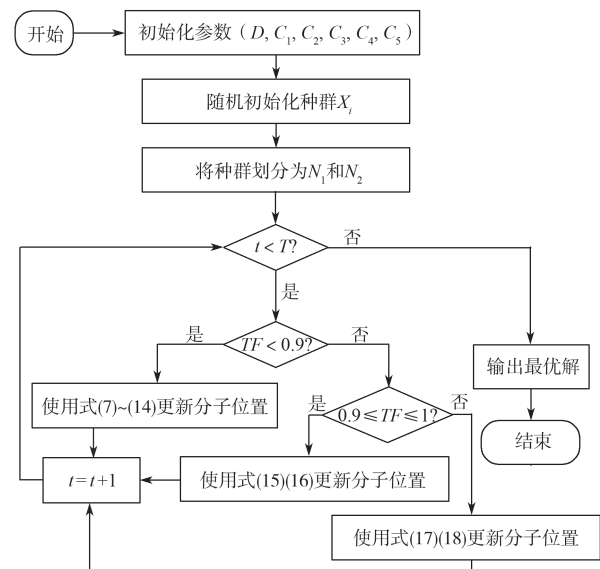 开始
初始化参数（D, C₁, C₂, C₃, C₄, C₅）
随机初始化种群Xᵢ
将种群划分为N₁和N₂
t < T?
否
是
是
TF < 0.9?
否
输出最优解
使用式(7)~(14)更新分子位置
是
0.9≤TF≤1?
否
结束
t=t+1
使用式(15)(16)更新分子位置
使用式(17)(18)更新分子位置